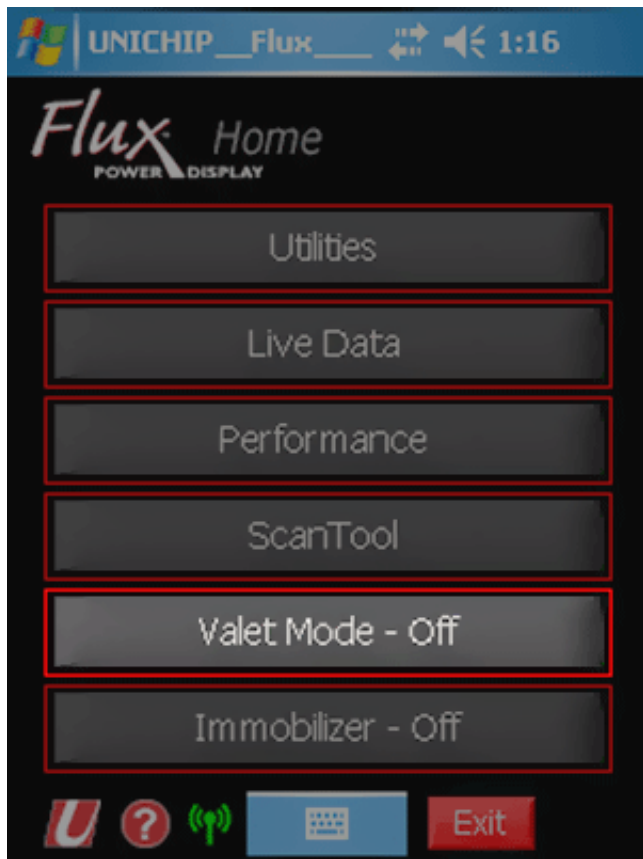 UNICHIP__Flux____ 1:16
Flux Home
POWER DISPLAY
Utilities
Live Data
Performance
ScanTool
Valet Mode - Off
Immobilizer - Off
U ? Exit